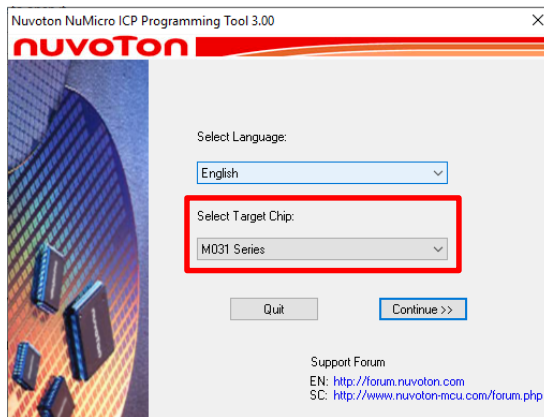 Nuvoton NuMicro ICP Programming Tool 3.00
nuvoTon
Select Language:
English
Select Target Chip:
M031 Series
Quit
Continue >>
Support Forum
EN: http://forum.nuvoton.com
SC: http://www.nuvoton-mcu.com/forum.php
nuvoTon